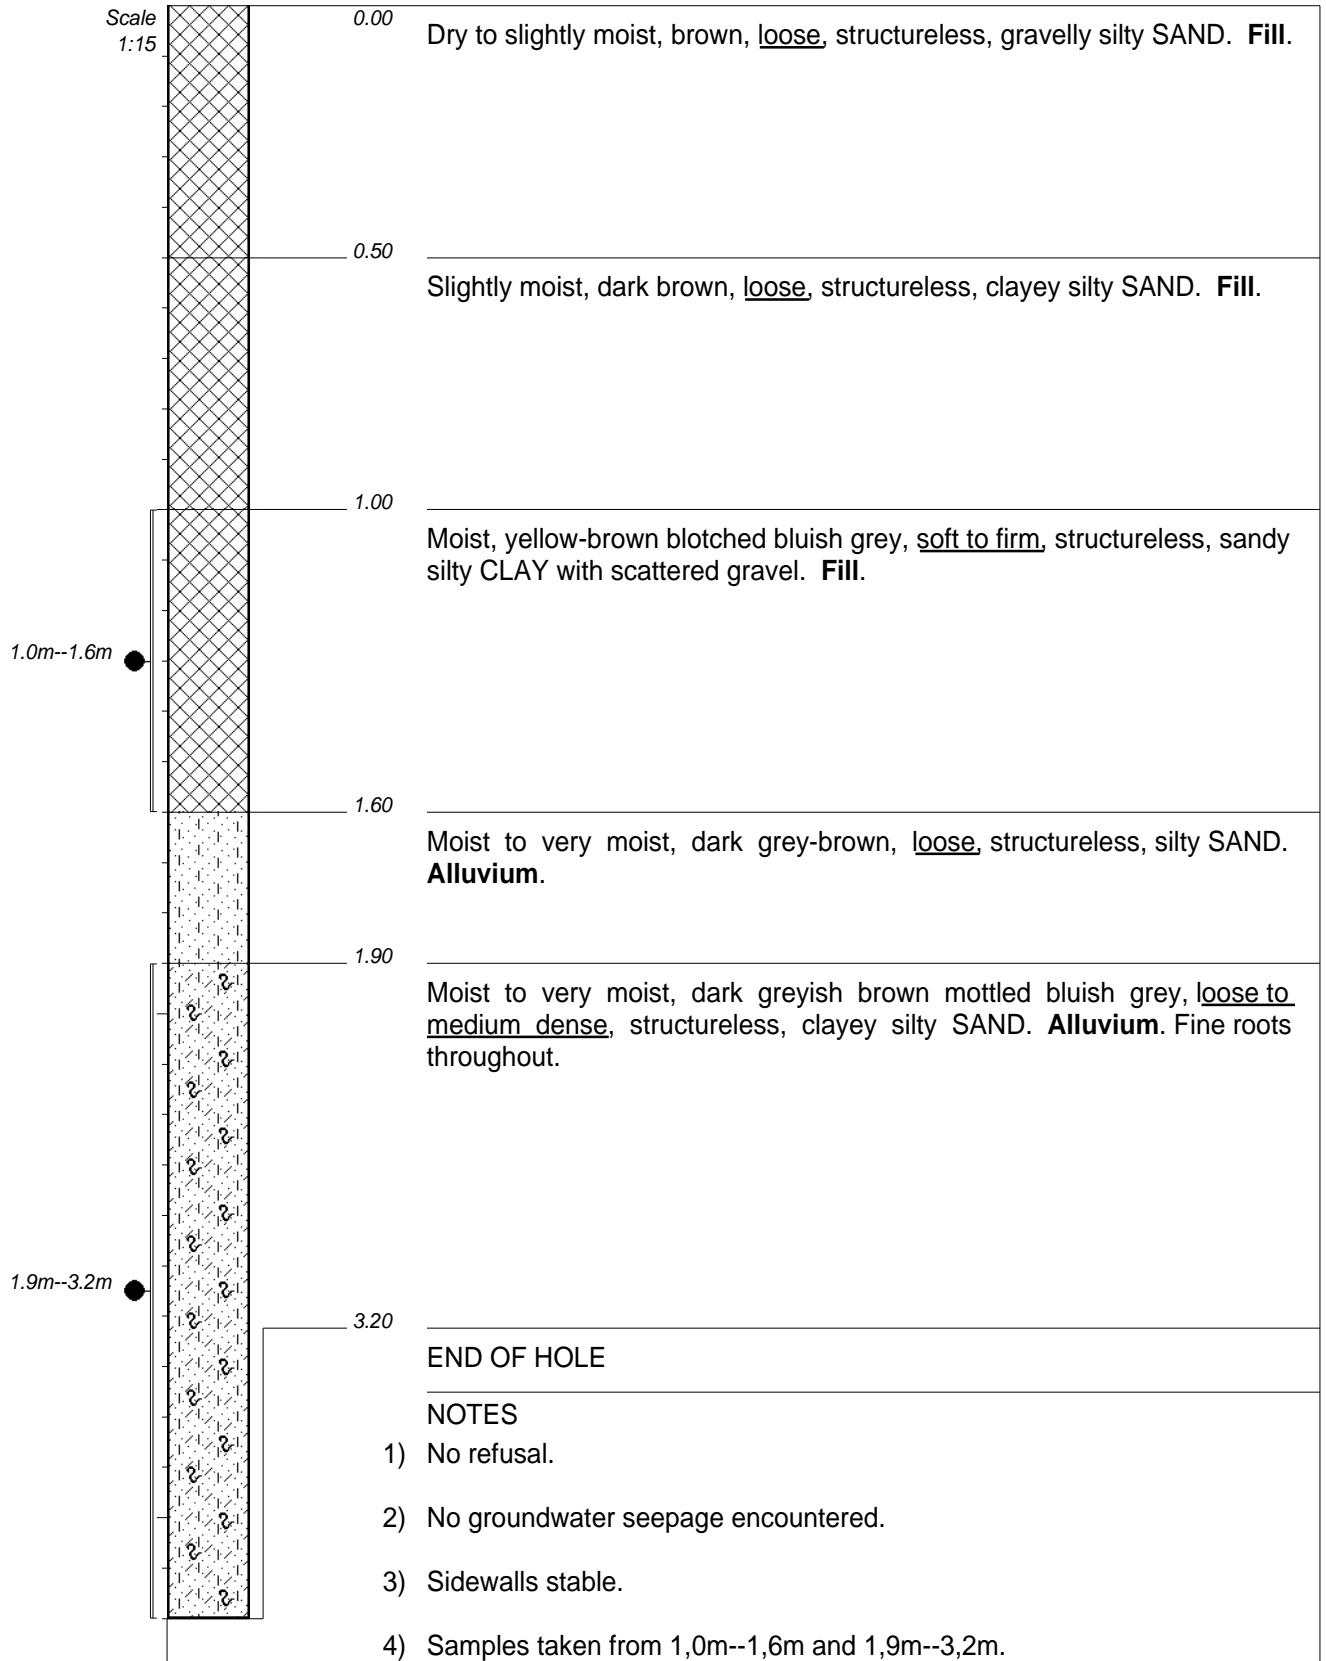 Scale
1:15
0.00
Dry to slightly moist, brown, loose, structureless, gravelly silty SAND. Fill.
0.50
Slightly moist, dark brown, loose, structureless, clayey silty SAND. Fill.
1.00
Moist, yellow-brown blotched bluish grey, soft to firm, structureless, sandy
silty CLAY with scattered gravel. Fill.
1.0m--1.6m
1.60
Moist to very moist, dark grey-brown, loose, structureless, silty SAND.
Alluvium.
1.90
Moist to very moist, dark greyish brown mottled bluish grey, loose to
medium dense, structureless, clayey silty SAND. Alluvium. Fine roots
throughout.
1.9m--3.2m
3.20
END OF HOLE
NOTES
1) No refusal.
2) No groundwater seepage encountered.
3) Sidewalls stable.
4) Samples taken from 1,0m--1,6m and 1,9m--3,2m.